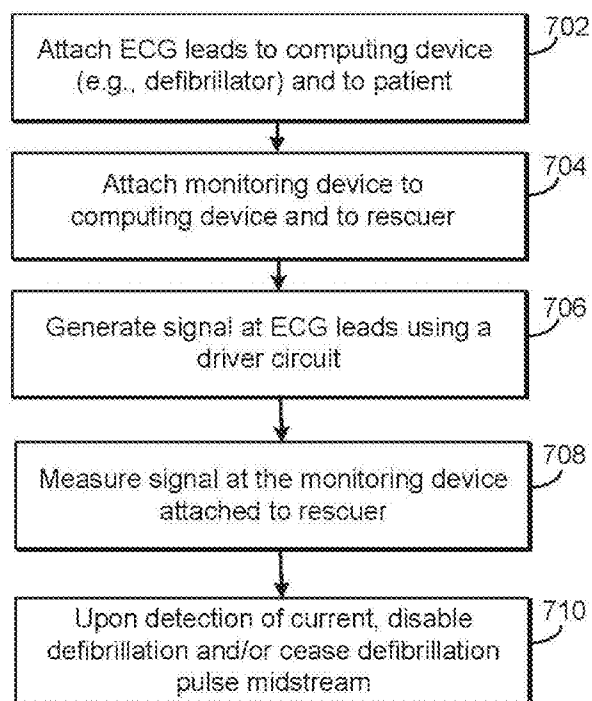 702
Attach ECG leads to computing device
(e.g., defibrillator) and to patient
704
Attach monitoring device to
computing device and to rescuer
706
Generate signal at ECG leads using a
driver circuit
708
Measure signal at the monitoring device
attached to rescuer
710
Upon detection of current, disable
defibrillation and/or cease defibrillation
pulse midstream